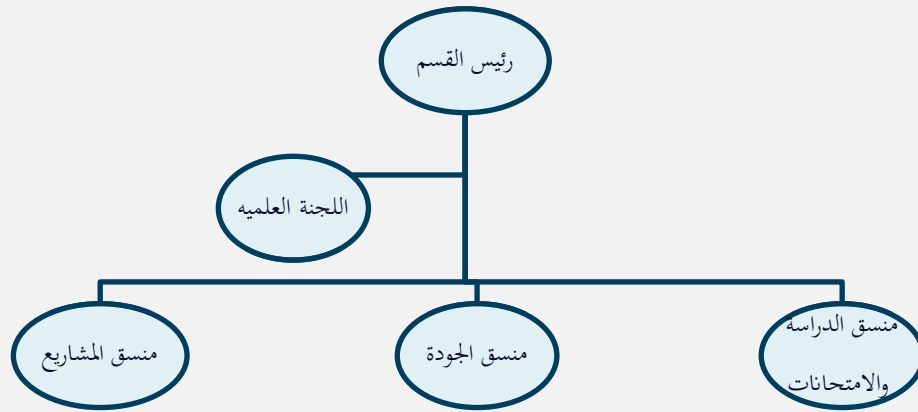 رئيس القسم
اللجنة العلميه
منسق الدراسة
والامتحانات
منسق الجودة
منسق المشاريع